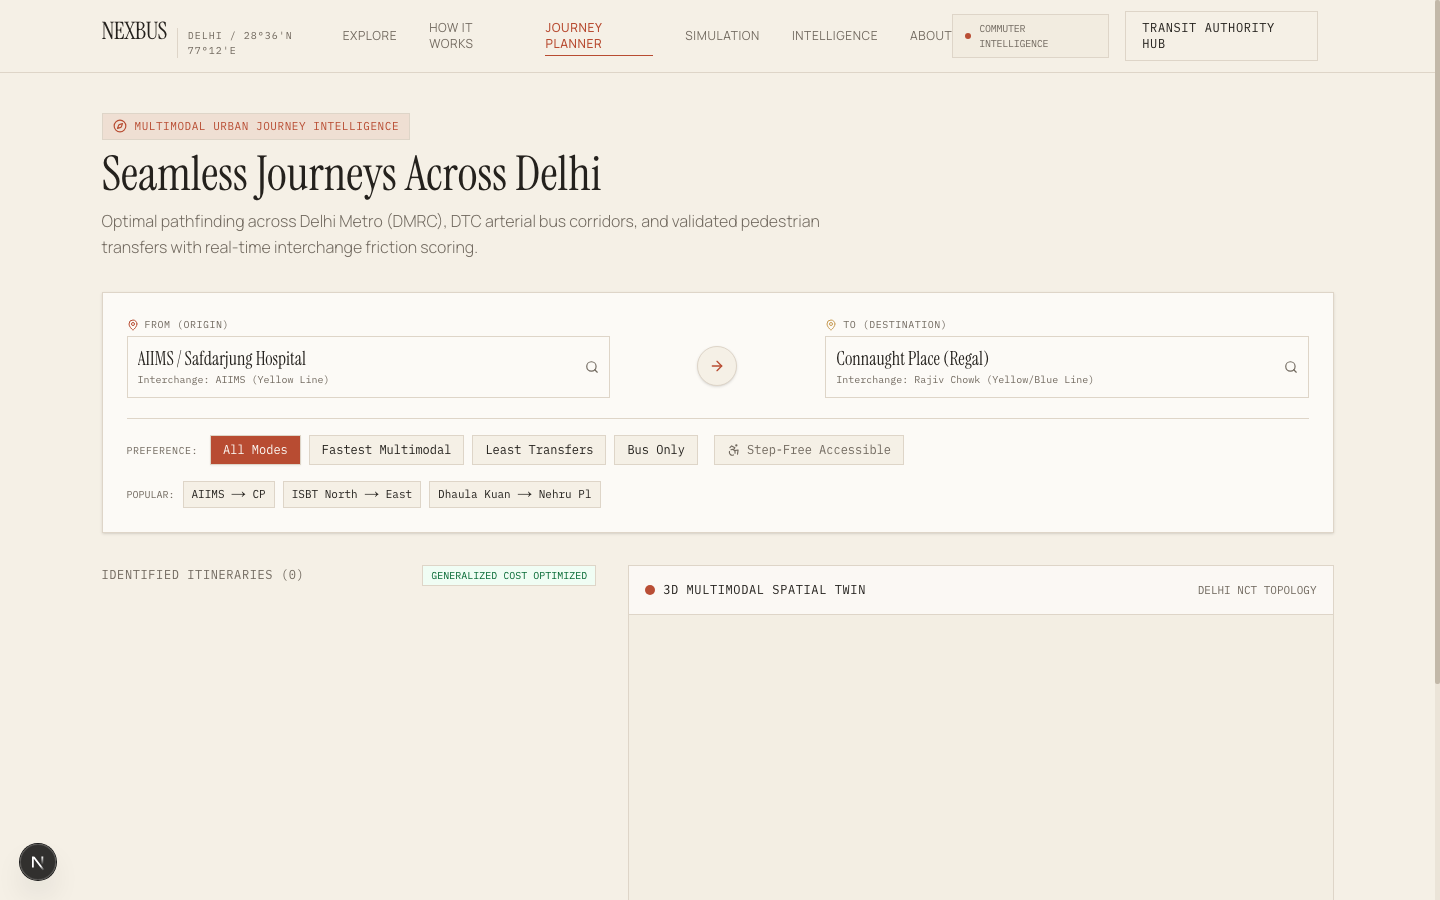 NEXBUS
DELHI / 28°36'N
77°12'E
EXPLORE
HOW IT
WORKS
JOURNEY
PLANNER
SIMULATION
INTELLIGENCE
ABOUT
COMMUTER
INTELLIGENCE
TRANSIT AUTHORITY
HUB
MULTIMODAL URBAN JOURNEY INTELLIGENCE
Seamless Journeys Across Delhi
Optimal pathfinding across Delhi Metro (DMRC), DTC arterial bus corridors, and validated pedestrian
transfers with real-time interchange friction scoring.
FROM (ORIGIN)
AIIMS / Safdarjung Hospital
Interchange: AIIMS (Yellow Line)
TO (DESTINATION)
Connaught Place (Regal)
Interchange: Rajiv Chowk (Yellow/Blue Line)
PREFERENCE: All Modes Fastest Multimodal Least Transfers Bus Only Step-Free Accessible
POPULAR: AIIMS ⟶ CP ISBT North ⟶ East Dhaula Kuan ⟶ Nehru Pl
IDENTIFIED ITINERARIES (0)
GENERALIZED COST OPTIMIZED
3D MULTIMODAL SPATIAL TWIN
DELHI NCT TOPOLOGY
N